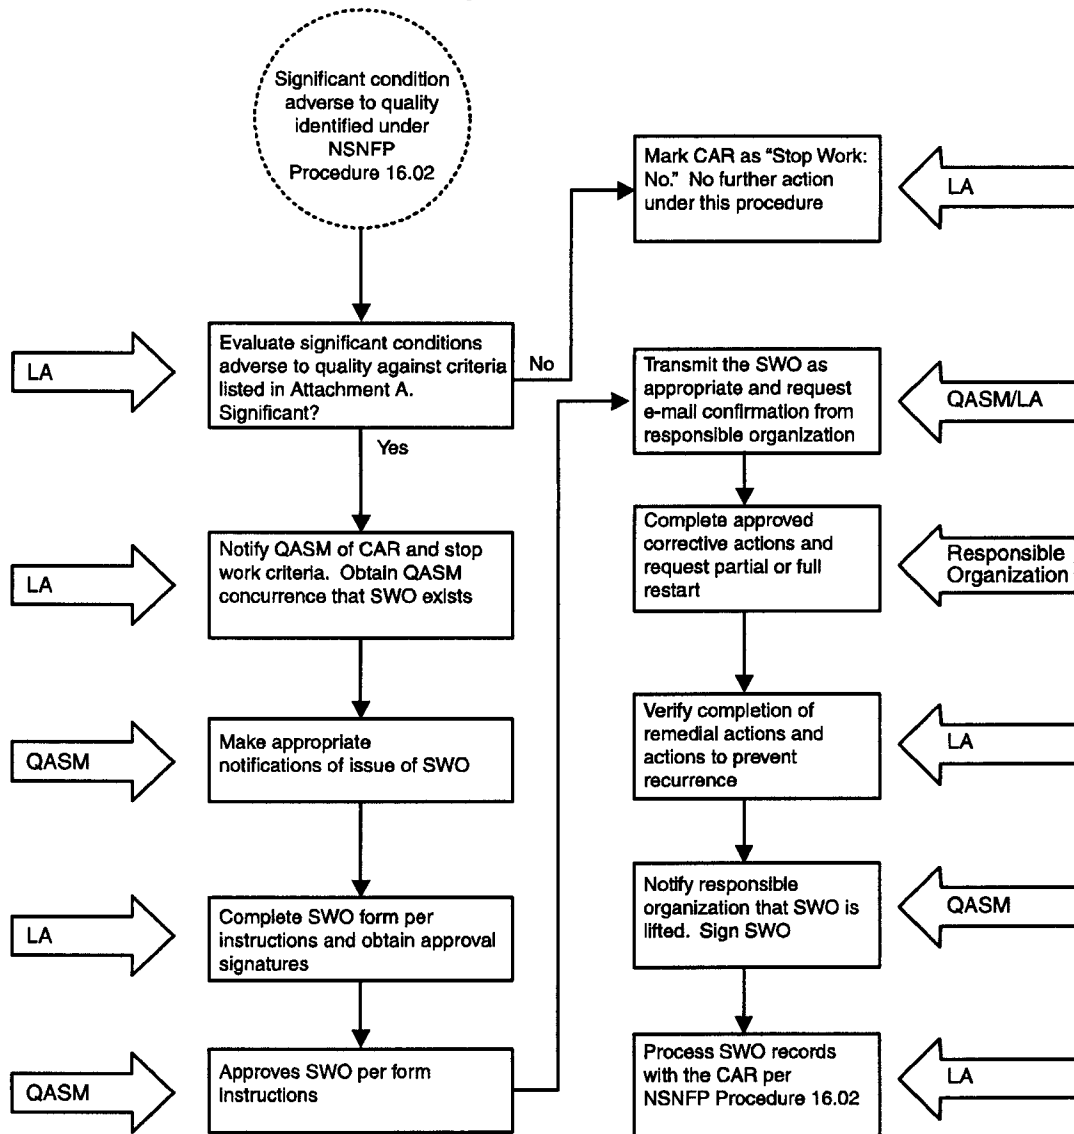 Significant condition
adverse to quality
identified under
NSNFP
Procedure 16.02
LA
Evaluate significant conditions
adverse to quality against criteria
listed in Attachment A.
Significant?
No
Yes
Mark CAR as “Stop Work:
No.” No further action
under this procedure
LA
LA
Notify QASM of CAR and stop
work criteria. Obtain QASM
concurrence that SWO exists
QASM
Make appropriate
notifications of issue of SWO
LA
Complete SWO form per
instructions and obtain approval
signatures
QASM
Approves SWO per form
Instructions
Transmit the SWO as
appropriate and request
e-mail confirmation from
responsible organization
QASM/LA
Complete approved
corrective actions and
request partial or full
restart
Responsible
Organization
Verify completion of
remedial actions and
actions to prevent
recurrence
LA
Notify responsible
organization that SWO is
lifted. Sign SWO
QASM
Process SWO records
with the CAR per
NSNFP Procedure 16.02
LA